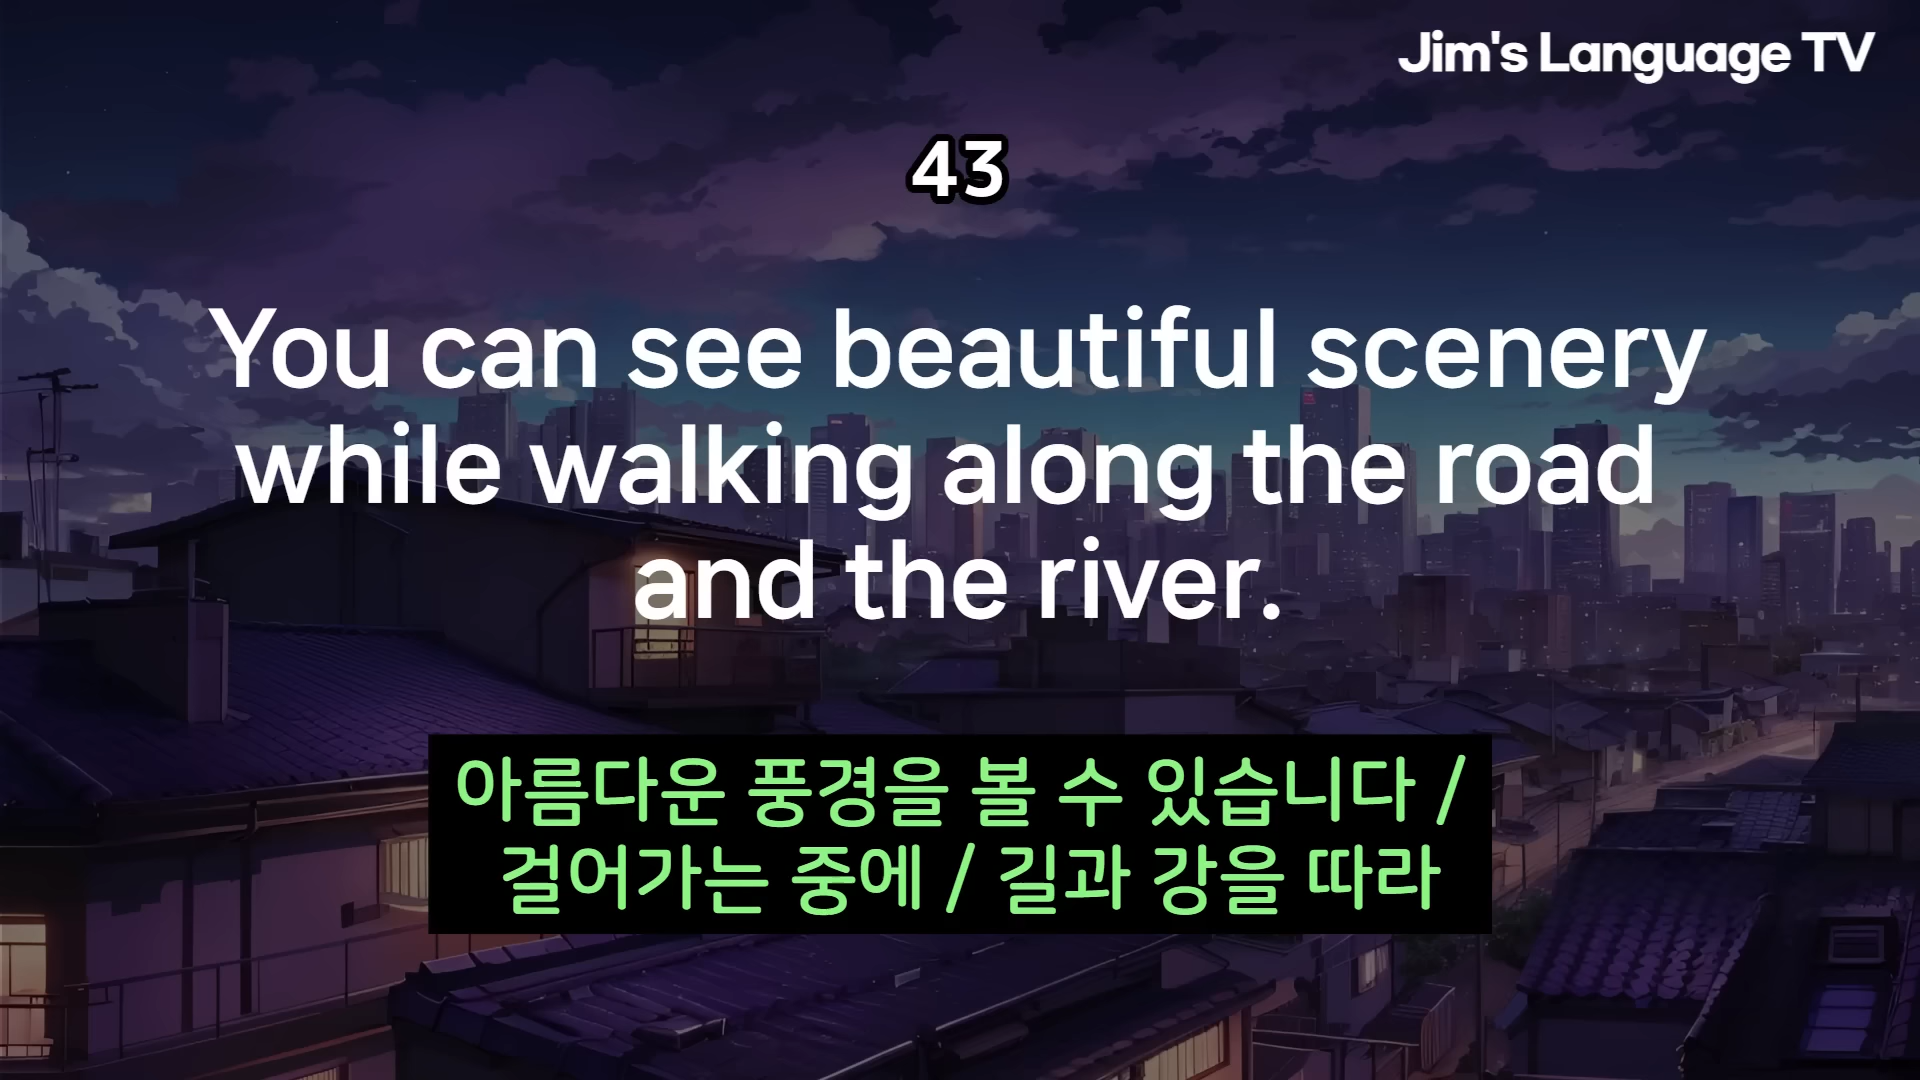 Jim's Language TV
43
You can see beautiful scenery
while walking along the road
and the river.
아름다운 풍경을 볼 수 있습니다 /
걸어가는 중에 / 길과 강을 따라